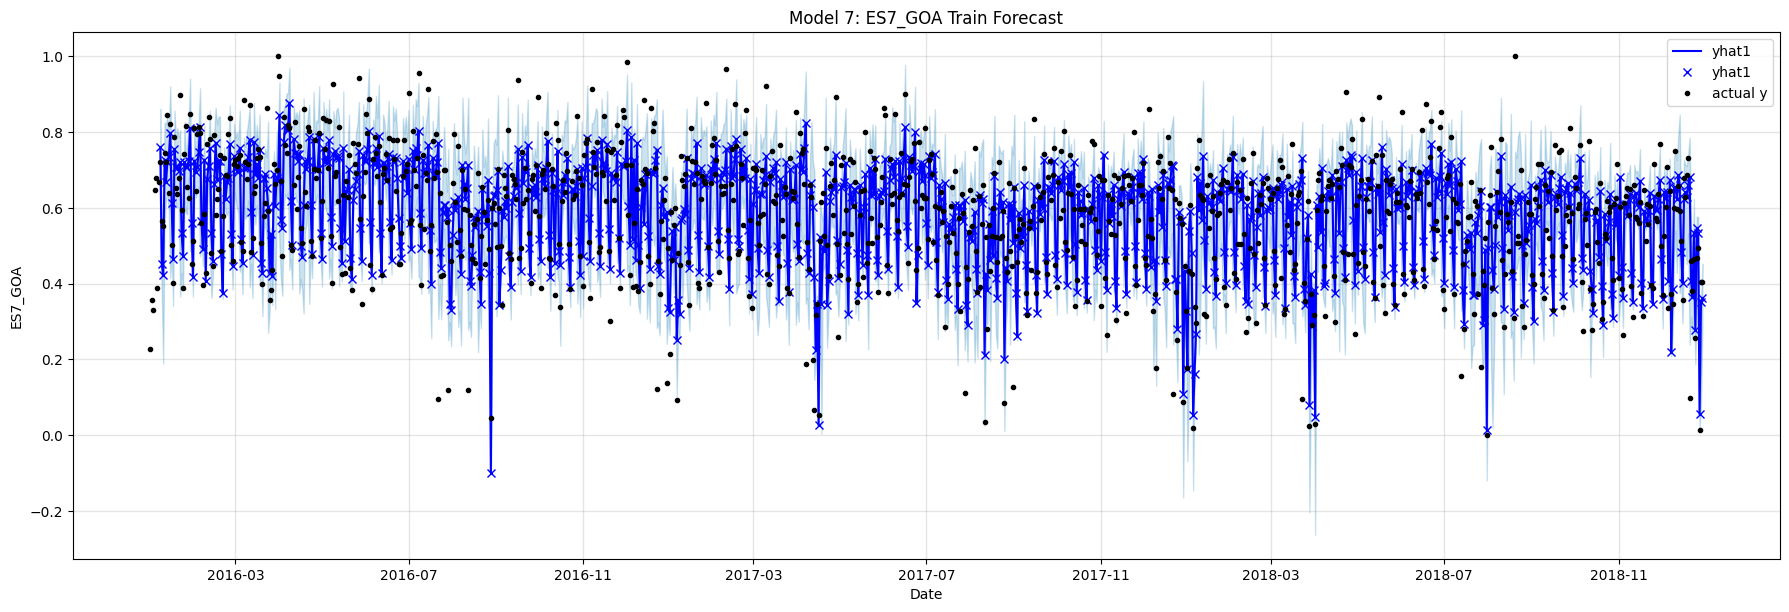 Model 7: ES7_GOA Train Forecast
yhat1
yhat1
actual y
1.0
0.8
0.6
0.4
0.2
0.0
−0.2
ES7_GOA
2016-03
2016-07
2016-11
2017-03
2017-07
2017-11
2018-03
2018-07
2018-11
Date